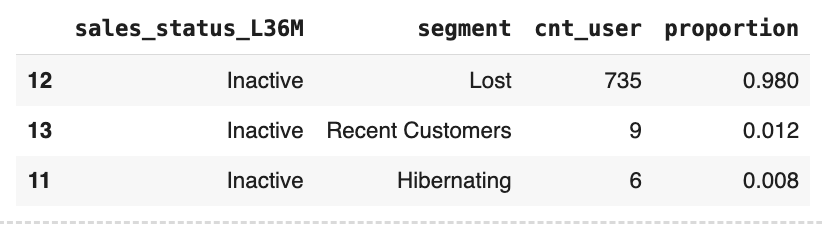 sales_status_L36M segment cnt_user proportion
12 Inactive Lost 735 0.980
13 Inactive Recent Customers 9 0.012
11 Inactive Hibernating 6 0.008